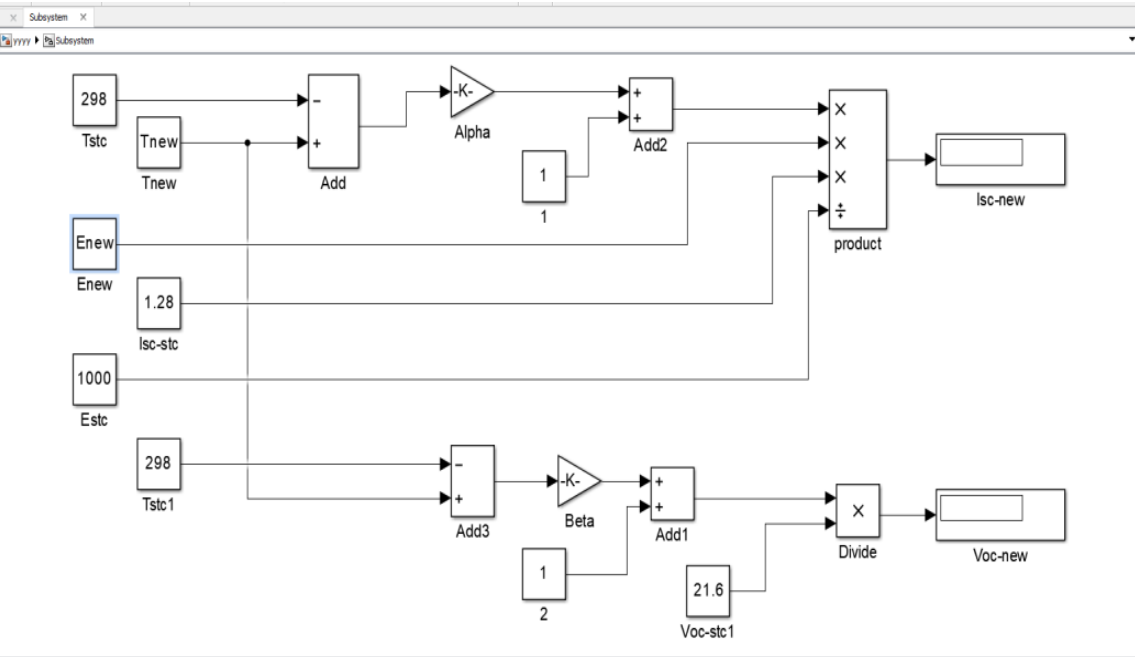 Subsystem
yyyy Subsystem
298
Tstc
Tnew
Tnew
−
+
Add
-K-
Alpha
+
+
Add2
1
1
×
×
×
÷
product
Isc-new
Enew
Enew
1.28
Isc-stc
1000
Estc
298
Tstc1
−
+
Add3
-K-
Beta
+
+
Add1
1
2
×
Divide
21.6
Voc-stc1
Voc-new